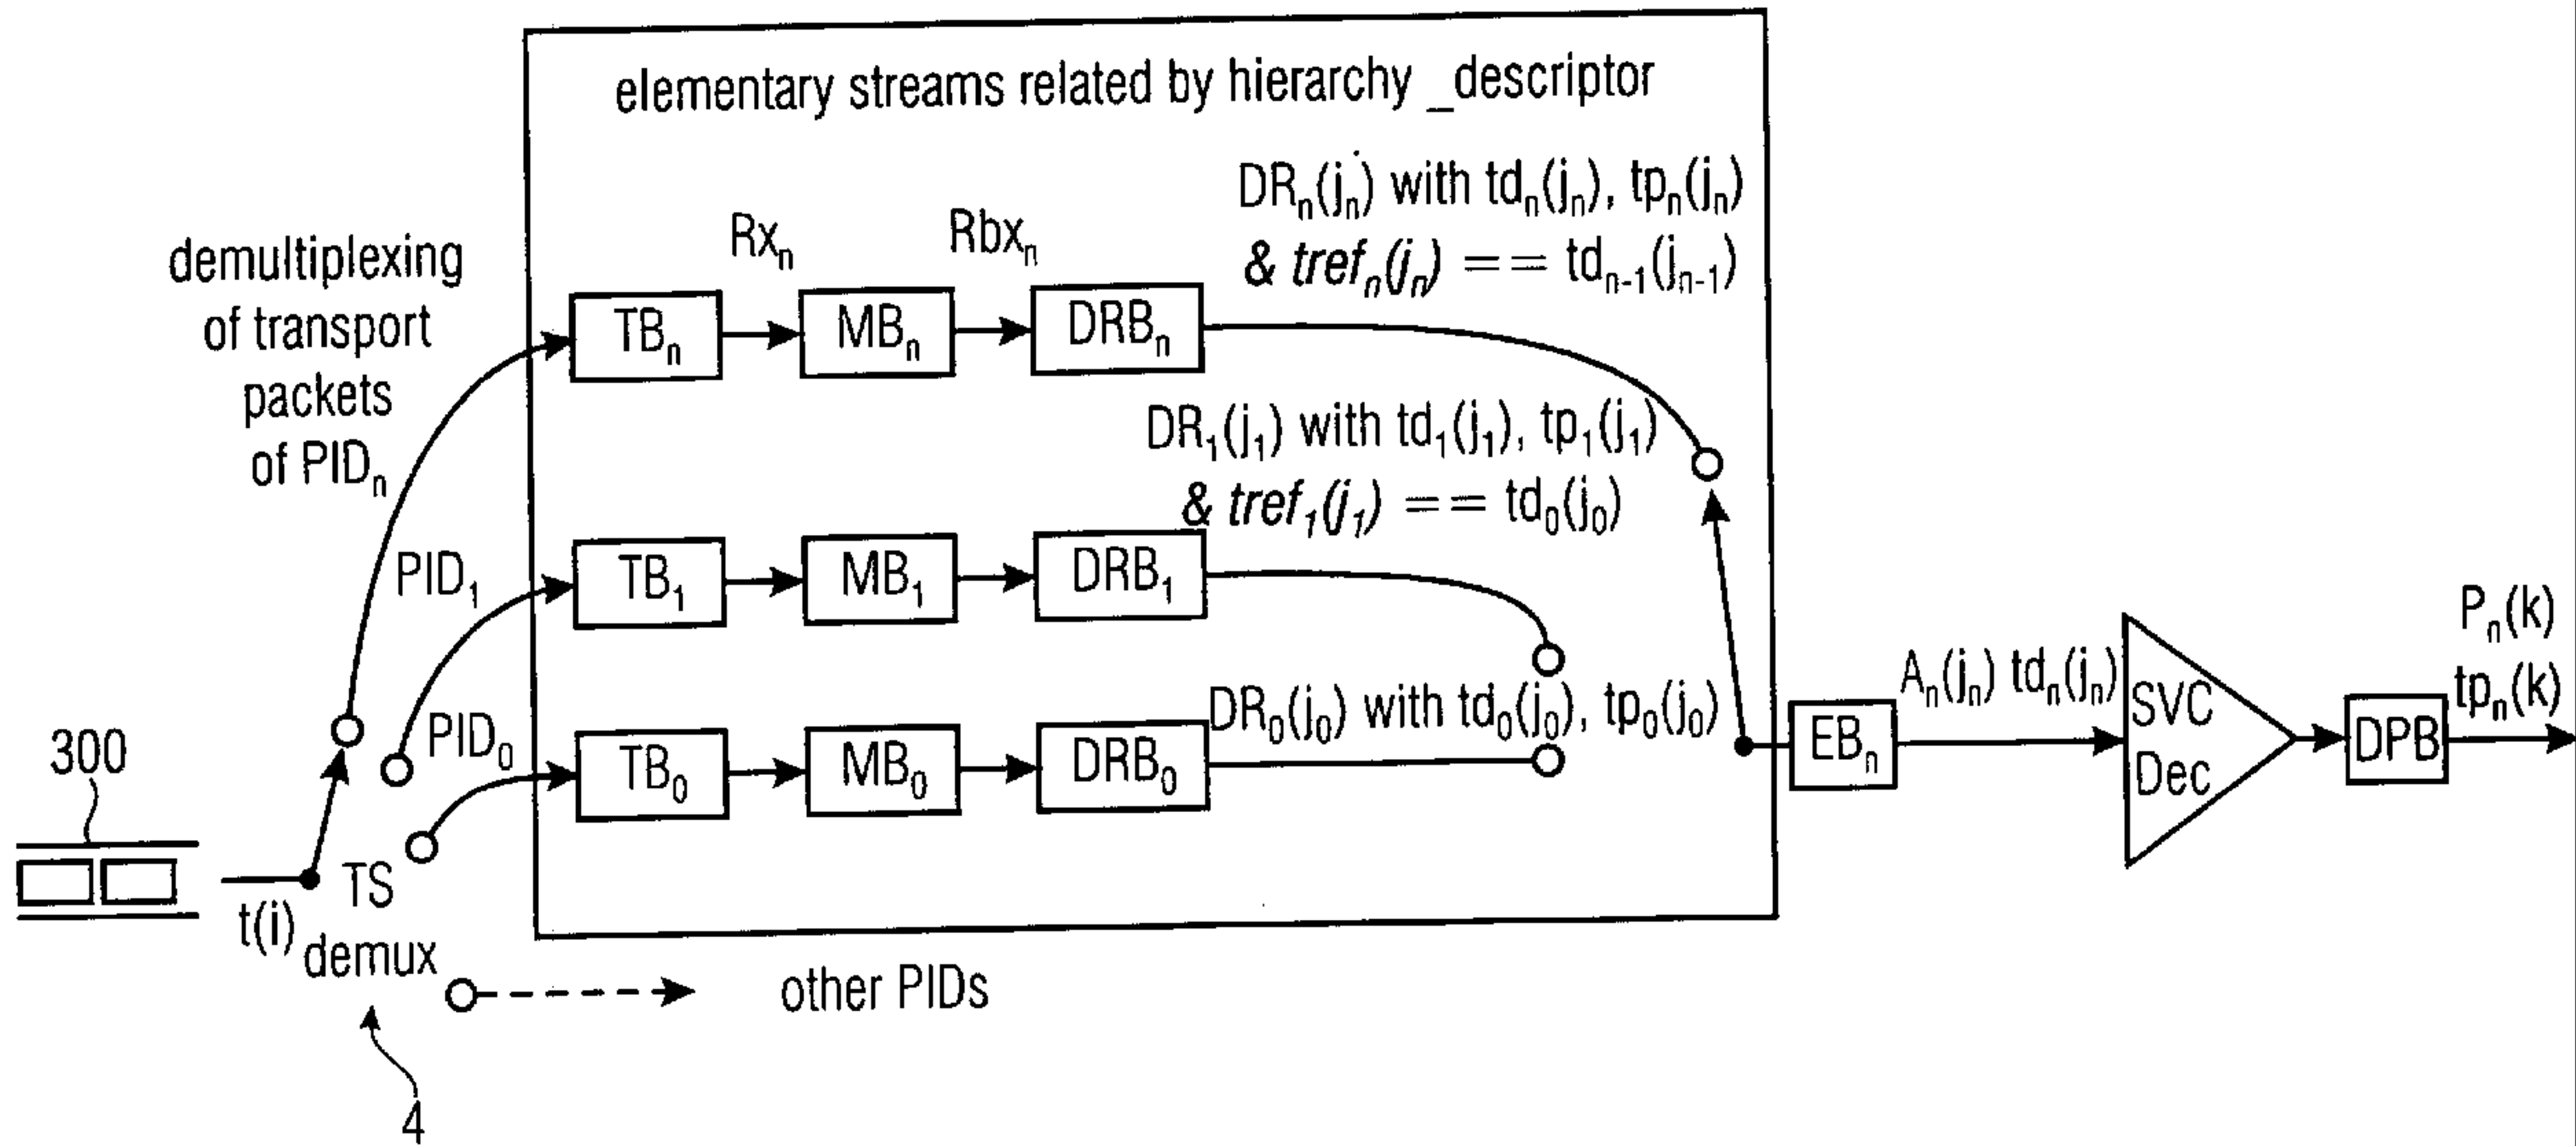 elementary streams related by hierarchy _descriptor
DRₙ(jₙ) with tdₙ(jₙ), tpₙ(jₙ)
& trefₙ(jₙ) == tdₙ₋₁(jₙ₋₁)
demultiplexing
of transport
packets
of PIDₙ
Rxₙ
Rbxₙ
TBₙ
MBₙ
DRBₙ
DR₁(j₁) with td₁(j₁), tp₁(j₁)
& tref₁(j₁) == td₀(j₀)
PID₁
TB₁
MB₁
DRB₁
PID₀
DR₀(j₀) with td₀(j₀), tp₀(j₀)
TB₀
MB₀
DRB₀
EBₙ
Aₙ(jₙ) tdₙ(jₙ)
SVC
Dec
DPB
Pₙ(k)
tpₙ(k)
300
t(i)
TS
demux
other PIDs
4